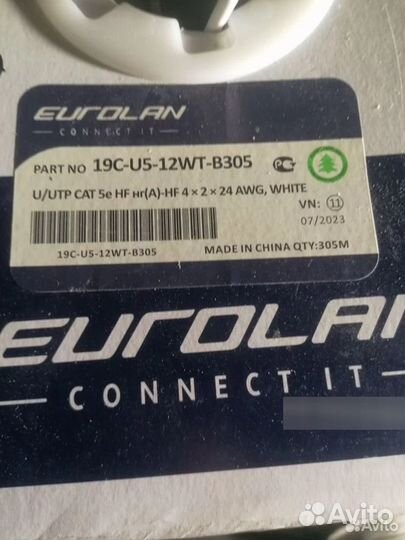 EUROLAN
CONNECT IT
PART NO 19C-U5-12WT-B305
U/UTP CAT 5e HF нг(A)-HF 4 × 2 × 24 AWG, WHITE
VN: 11
07/2023
19C-U5-12WT-B305
MADE IN CHINA QTY:305M
EUROLAN
CONNECT IT
Avito
Avito